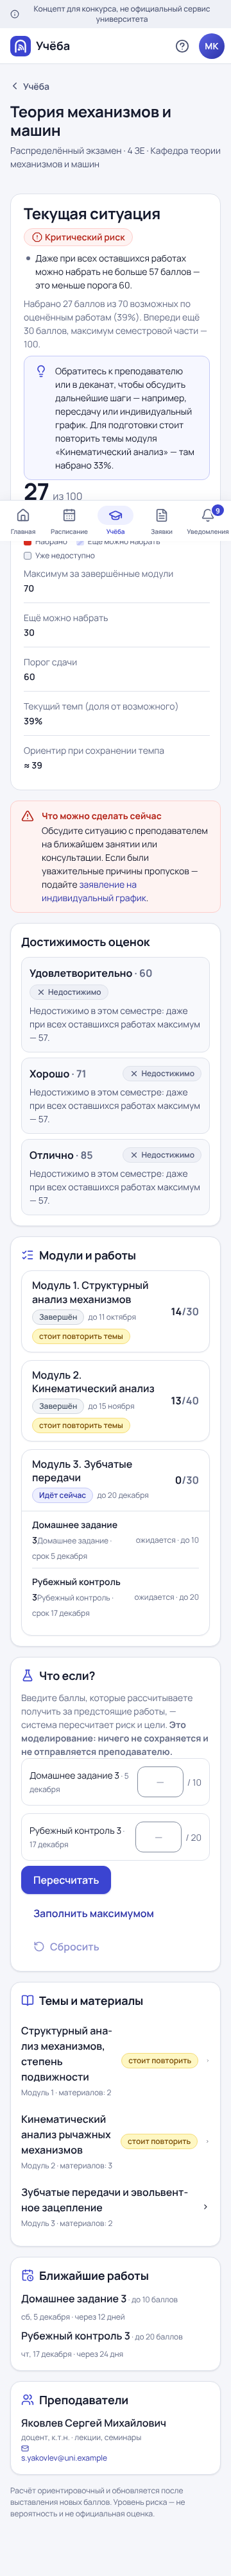 Концепт для конкурса, не официальный сервис
университета
Учёба
МК
Учёба
Теория механизмов и
машин
Распределённый экзамен · 4 ЗЕ · Кафедра теории
механизмов и машин
Текущая ситуация
Критический риск
Даже при всех оставшихся работах
можно набрать не больше 57 баллов —
это меньше порога 60.
Набрано 27 баллов из 70 возможных по
оценённым работам (39%). Впереди ещё
30 баллов, максимум семестровой части —
100.
Обратитесь к преподавателю
или в деканат, чтобы обсудить
дальнейшие шаги — например,
пересдачу или индивидуальный
график. Для подготовки стоит
повторить темы модуля
«Кинематический анализ» — там
набрано 33%.
27 из 100
Главная
Расписание
Учёба
Заявки
9
Уведомления
Набрано
Ещё можно набрать
Уже недоступно
Максимум за завершённые модули
70
Ещё можно набрать
30
Порог сдачи
60
Текущий темп (доля от возможного)
39%
Ориентир при сохранении темпа
≈ 39
Что можно сделать сейчас
Обсудите ситуацию с преподавателем
на ближайшем занятии или
консультации. Если были
уважительные причины пропусков —
подайте заявление на
индивидуальный график.
Достижимость оценок
Удовлетворительно · 60
Недостижимо
Недостижимо в этом семестре: даже
при всех оставшихся работах максимум
— 57.
Хорошо · 71
Недостижимо
Недостижимо в этом семестре: даже
при всех оставшихся работах максимум
— 57.
Отлично · 85
Недостижимо
Недостижимо в этом семестре: даже
при всех оставшихся работах максимум
— 57.
Модули и работы
Модуль 1. Структурный
анализ механизмов
Завершён до 11 октября
стоит повторить темы
14/30
Модуль 2.
Кинематический анализ
Завершён до 15 ноября
стоит повторить темы
13/40
Модуль 3. Зубчатые
передачи
Идёт сейчас до 20 декабря
0/30
Домашнее задание
3Домашнее задание ·
срок 5 декабря
ожидается · до 10
Рубежный контроль
3Рубежный контроль ·
срок 17 декабря
ожидается · до 20
Что если?
Введите баллы, которые рассчитываете
получить за предстоящие работы, —
система пересчитает риск и цели. Это
моделирование: ничего не сохраняется и
не отправляется преподавателю.
Домашнее задание 3 · 5
декабря
—
/ 10
Рубежный контроль 3 ·
17 декабря
—
/ 20
Пересчитать
Заполнить максимумом
Сбросить
Темы и материалы
Структурный ана-
лиз механизмов,
степень
подвижности
Модуль 1 · материалов: 2
стоит повторить
Кинематический
анализ рычажных
механизмов
Модуль 2 · материалов: 3
стоит повторить
Зубчатые передачи и эвольвент-
ное зацепление
Модуль 3 · материалов: 2
Ближайшие работы
Домашнее задание 3 · до 10 баллов
сб, 5 декабря · через 12 дней
Рубежный контроль 3 · до 20 баллов
чт, 17 декабря · через 24 дня
Преподаватели
Яковлев Сергей Михайлович
доцент, к.т.н. · лекции, семинары
s.yakovlev@uni.example
Расчёт ориентировочный и обновляется после
выставления новых баллов. Уровень риска — не
вероятность и не официальная оценка.